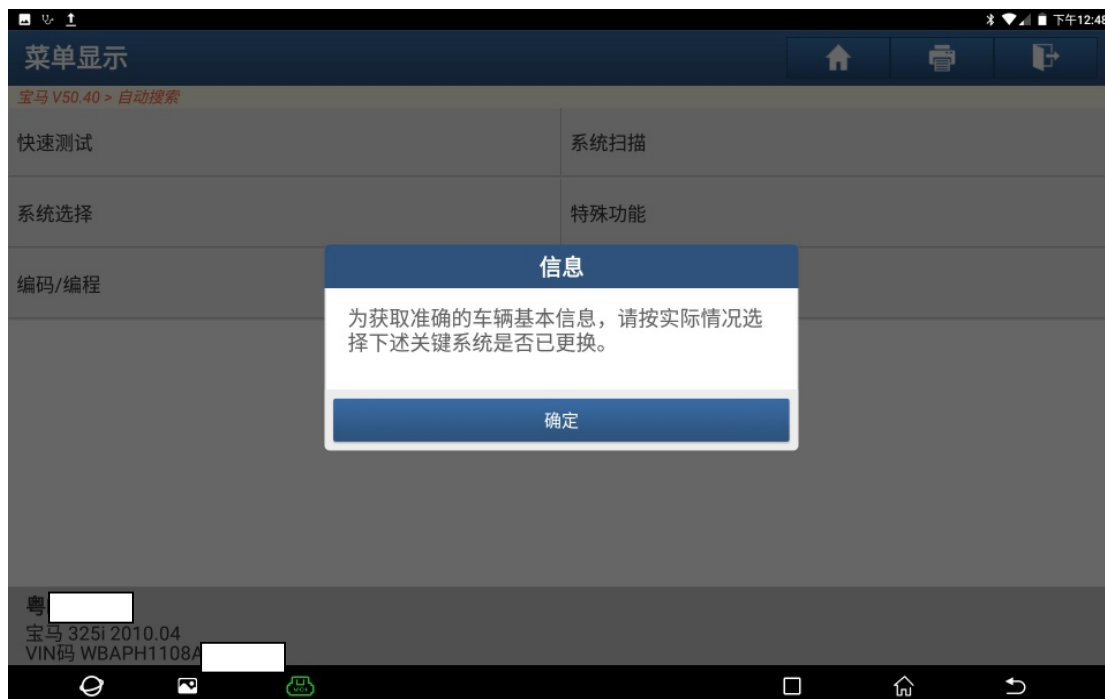 下午12:48
菜单显示
宝马 V50.40 > 自动搜索
快速测试
系统扫描
系统选择
特殊功能
编码/编程
信息
为获取准确的车辆基本信息，请按实际情况选
择下述关键系统是否已更换。
确定
粤
宝马 325i 2010.04
VIN码 WBAPH1108A
VCI